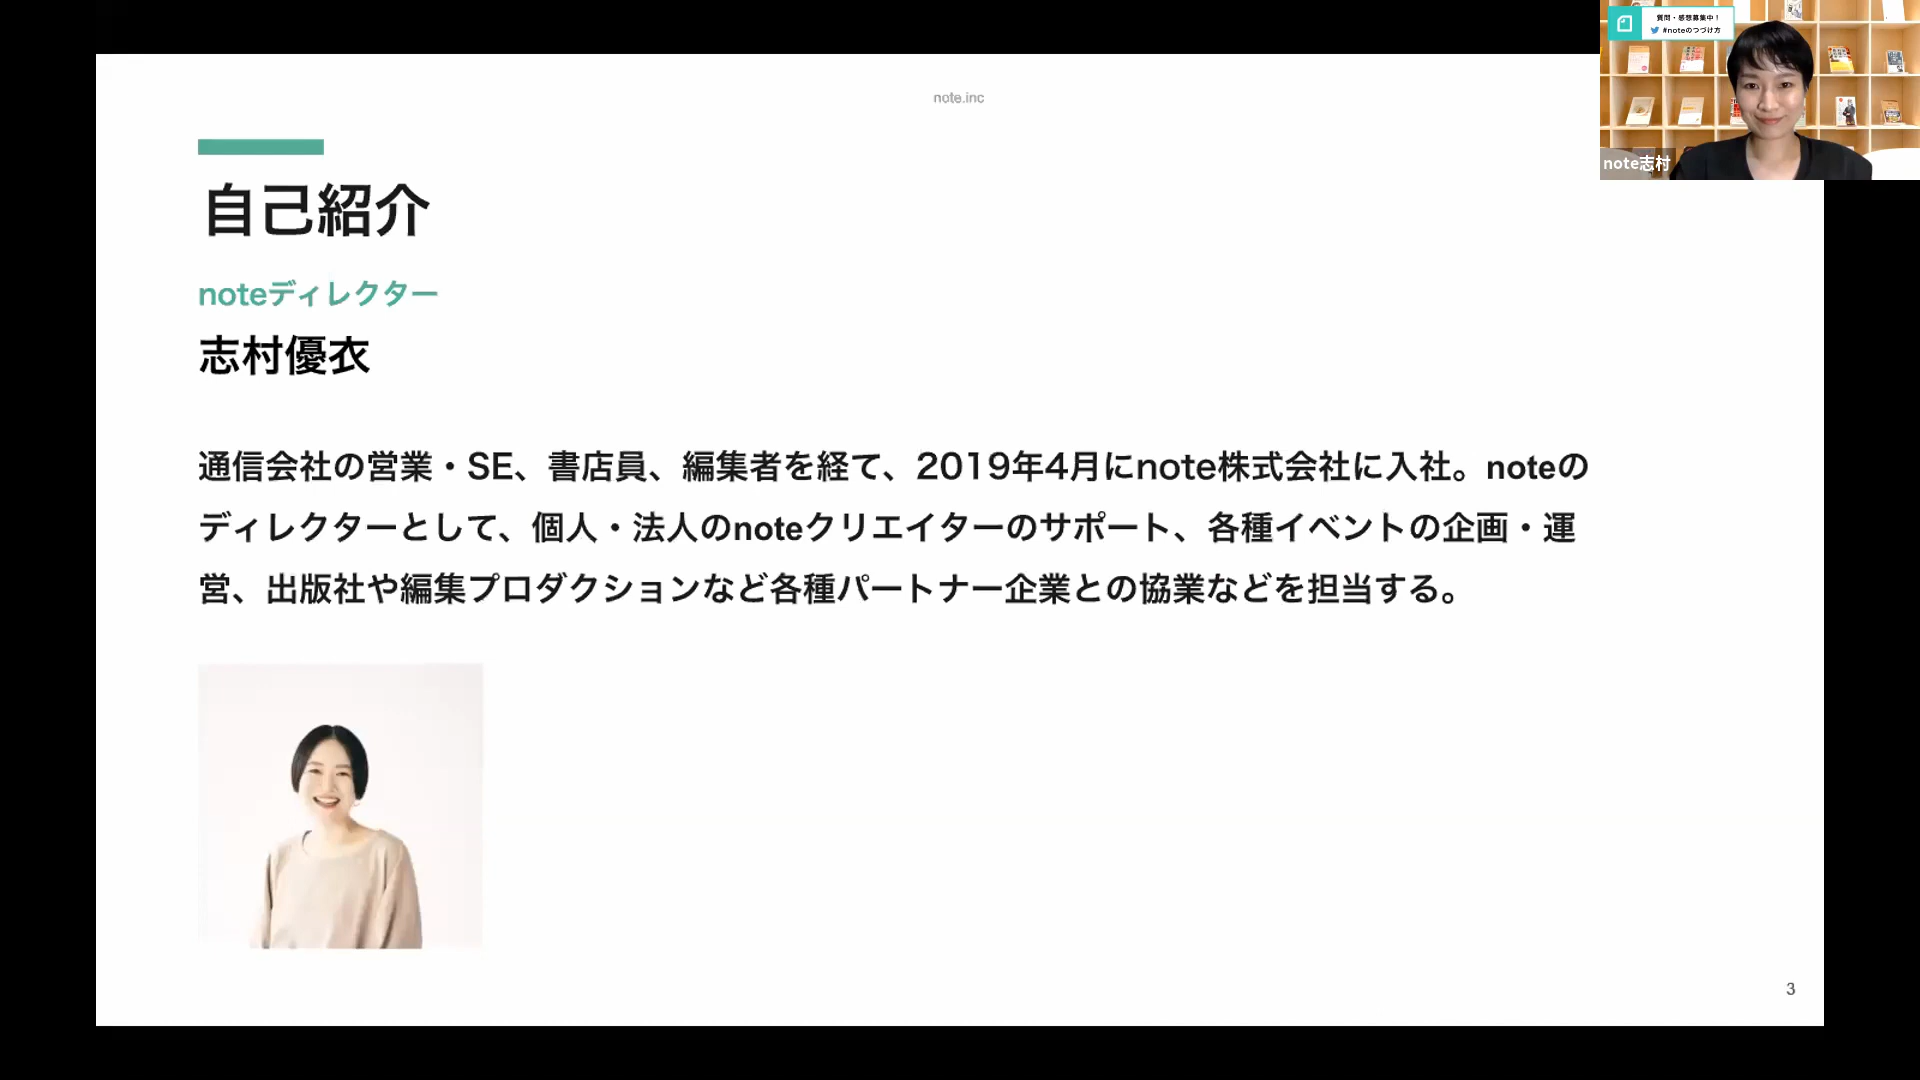 note.inc
質問・感想募集中！
#noteのつづけ方
note志村
自己紹介
noteディレクター
志村優衣
通信会社の営業・SE、書店員、編集者を経て、2019年4月にnote株式会社に入社。noteの
ディレクターとして、個人・法人のnoteクリエイターのサポート、各種イベントの企画・運
営、出版社や編集プロダクションなど各種パートナー企業との協業などを担当する。
3